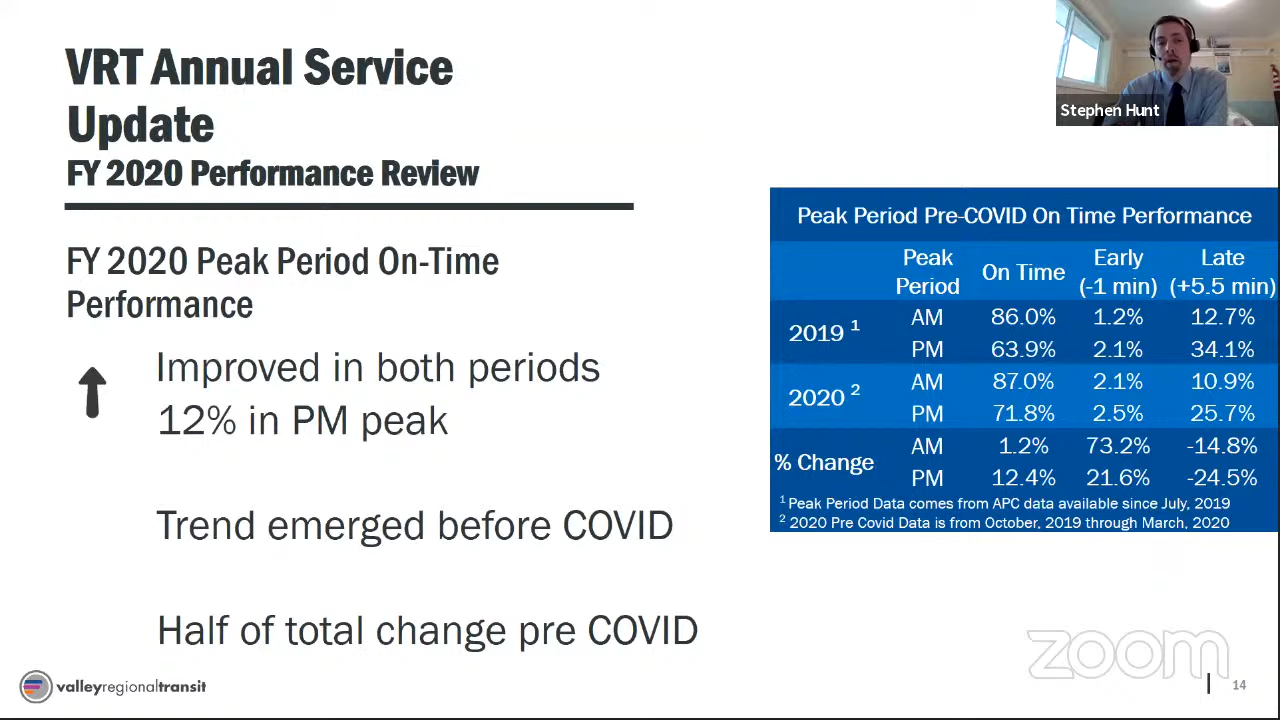 VRT Annual Service
Update
FY 2020 Performance Review
FY 2020 Peak Period On-Time
Performance
Improved in both periods
12% in PM peak
Trend emerged before COVID
Half of total change pre COVID
Stephen Hunt
Peak Period Pre-COVID On Time Performance
Peak Period On Time Early (-1 min) Late (+5.5 min)
2019 ¹ AM 86.0% 1.2% 12.7%
PM 63.9% 2.1% 34.1%
2020 ² AM 87.0% 2.1% 10.9%
PM 71.8% 2.5% 25.7%
% Change AM 1.2% 73.2% -14.8%
PM 12.4% 21.6% -24.5%
¹ Peak Period Data comes from APC data available since July, 2019
² 2020 Pre Covid Data is from October, 2019 through March, 2020
zoom
valleyregionaltransit
14